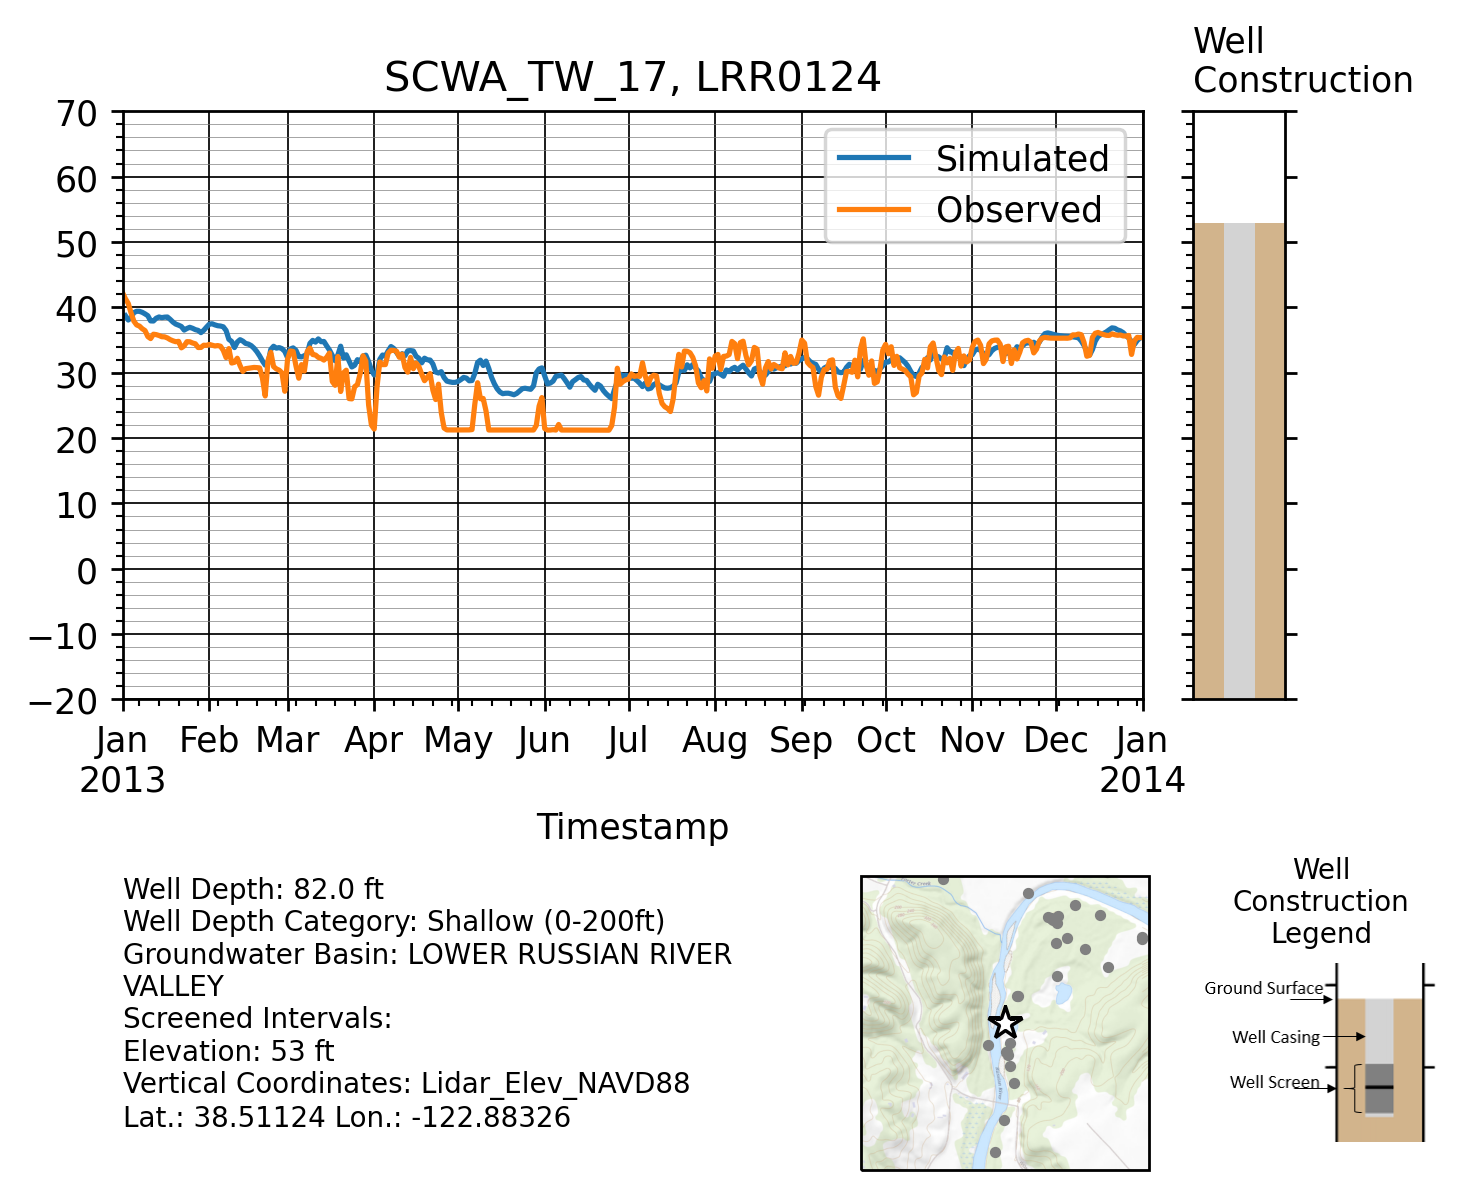 Well
Construction
SCWA_TW_17, LRR0124
70
60
50
40
30
20
10
0
−10
−20
Simulated
Observed
Jan
2013
Feb
Mar
Apr
May
Jun
Jul
Aug
Sep
Oct
Nov
Dec
Jan
2014
Timestamp
Well Depth: 82.0 ft
Well Depth Category: Shallow (0-200ft)
Groundwater Basin: LOWER RUSSIAN RIVER
VALLEY
Screened Intervals:
Elevation: 53 ft
Vertical Coordinates: Lidar_Elev_NAVD88
Lat.: 38.51124 Lon.: -122.88326
Well
Construction
Legend
Ground Surface
Well Casing
Well Screen